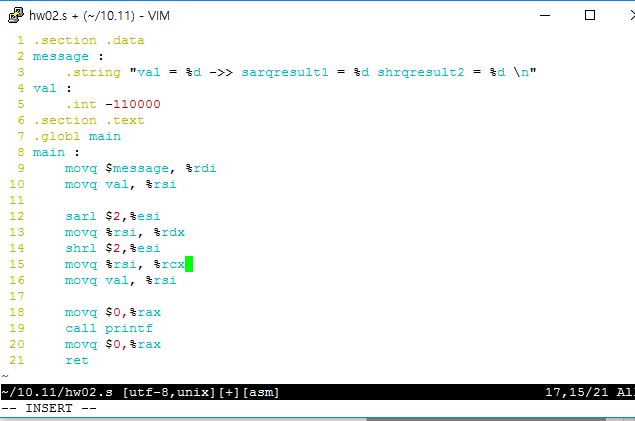 hw02.s + (~/10.11) - VIM
1 .section .data
2 message :
3     .string "val = %d ->> sarqresult1 = %d shrqresult2 = %d \n"
4 val :
5     .int -110000
6 .section .text
7 .globl main
8 main :
9     movq $message, %rdi
10     movq val, %rsi
11
12     sarl $2,%esi
13     movq %rsi, %rdx
14     shrl $2,%esi
15     movq %rsi, %rcx
16     movq val, %rsi
17
18     movq $0,%rax
19     call printf
20     movq $0,%rax
21     ret
~
~/10.11/hw02.s [utf-8,unix][+][asm] 17,15/21 Al
-- INSERT --